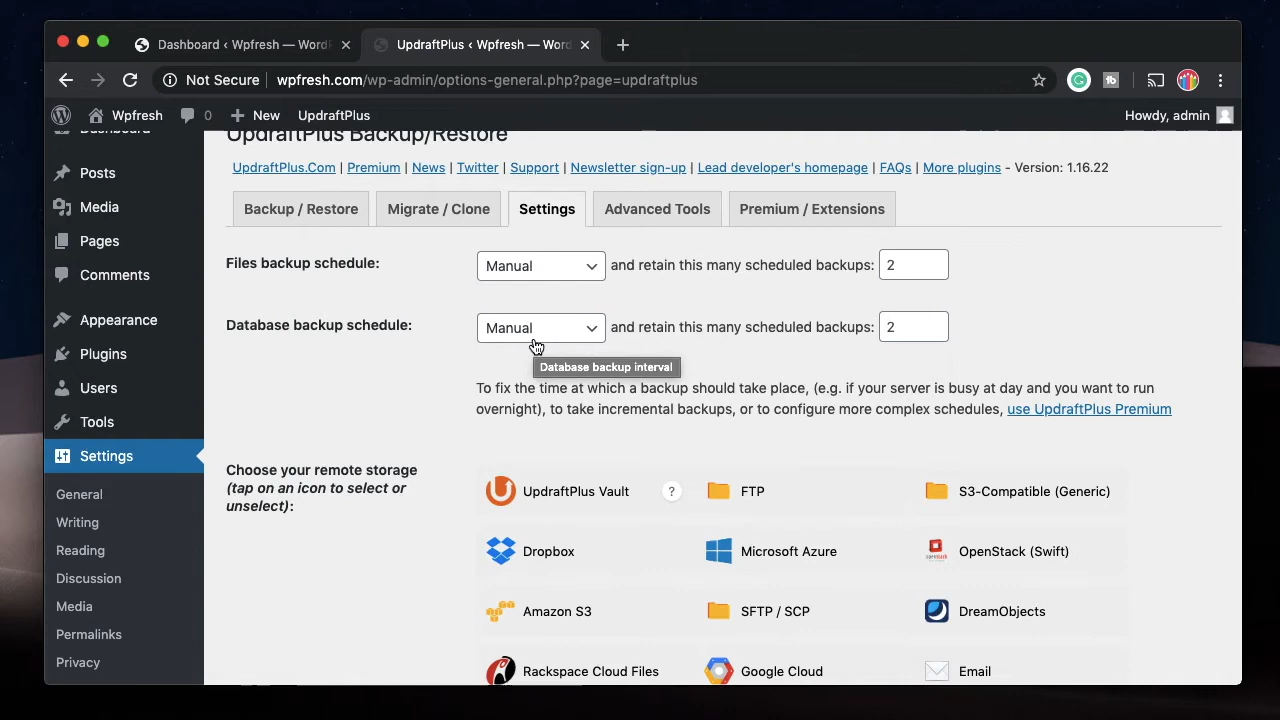 Dashboard ‹ Wpfresh — Word
UpdraftPlus ‹ Wpfresh — Word
Not Secure
wpfresh.com/wp-admin/options-general.php?page=updraftplus
Wpfresh
0
New
UpdraftPlus
Howdy, admin
Dashboard
Posts
Media
Pages
Comments
Appearance
Plugins
Users
Tools
Settings
General
Writing
Reading
Discussion
Media
Permalinks
Privacy
UpdraftPlus Backup/Restore
UpdraftPlus.Com | Premium | News | Twitter | Support | Newsletter sign-up | Lead developer's homepage | FAQs | More plugins - Version: 1.16.22
Backup / Restore
Migrate / Clone
Settings
Advanced Tools
Premium / Extensions
Files backup schedule:
Manual and retain this many scheduled backups: 2
Database backup schedule:
Manual and retain this many scheduled backups: 2
Database backup interval
To fix the time at which a backup should take place, (e.g. if your server is busy at day and you want to run
overnight), to take incremental backups, or to configure more complex schedules, use UpdraftPlus Premium
Choose your remote storage
(tap on an icon to select or
unselect):
UpdraftPlus Vault ?
FTP
S3-Compatible (Generic)
Dropbox
Microsoft Azure
OpenStack (Swift)
Amazon S3
SFTP / SCP
DreamObjects
Rackspace Cloud Files
Google Cloud
Email